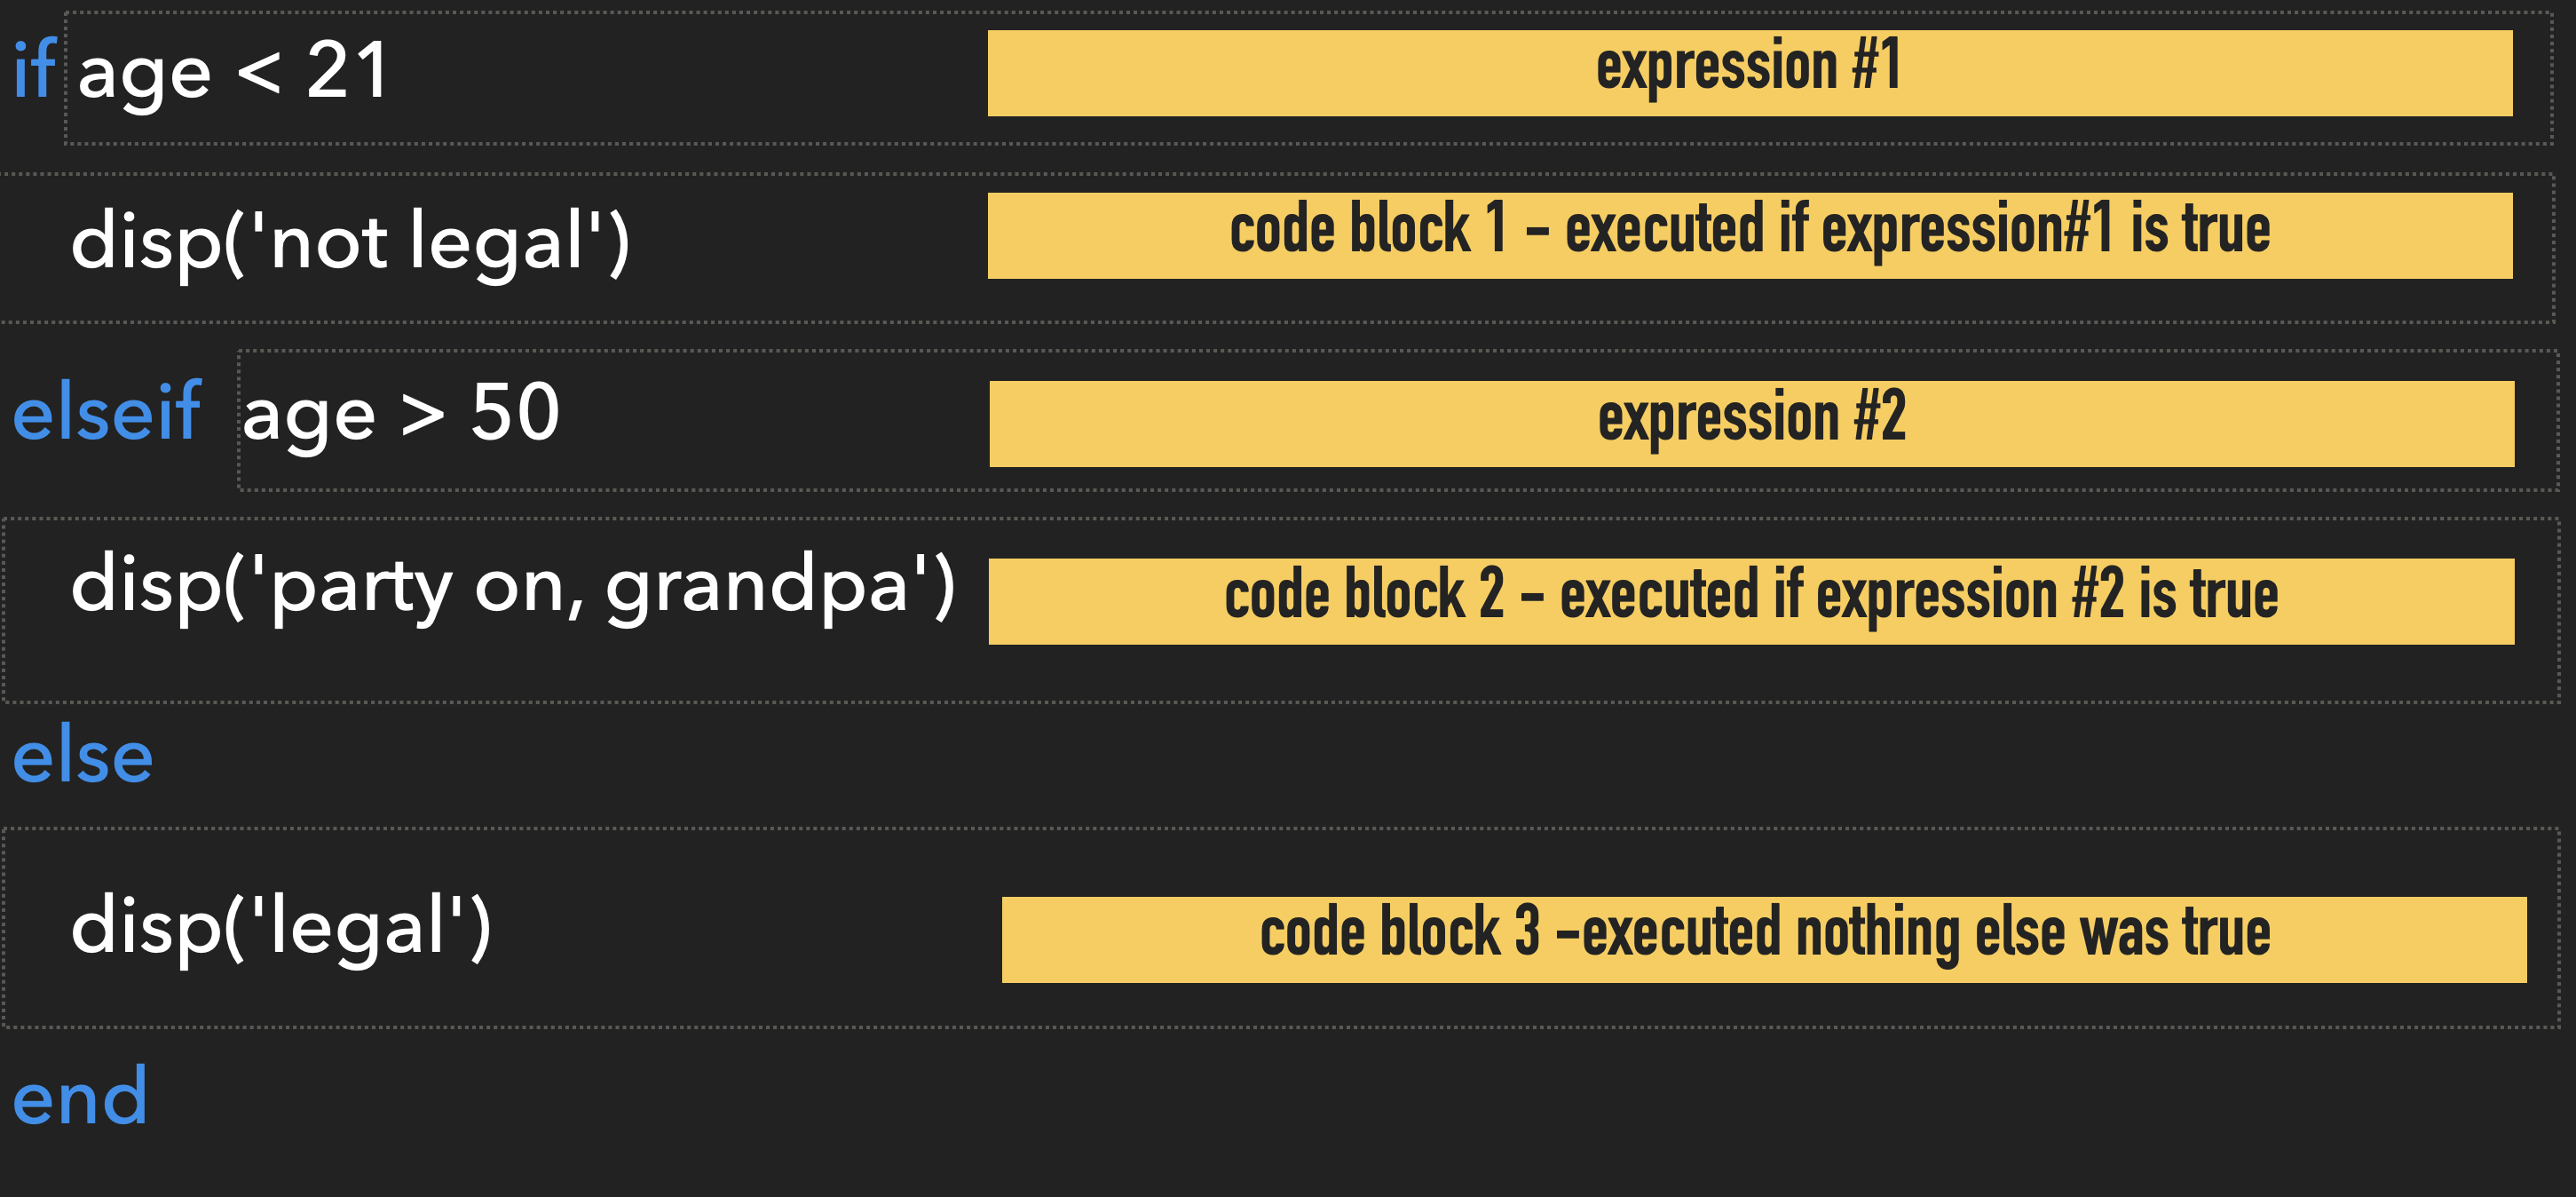 if age < 21 expression #1
disp('not legal') code block 1 - executed if expression#1 is true
elseif age > 50 expression #2
disp('party on, grandpa') code block 2 - executed if expression #2 is true
else
disp('legal') code block 3 -executed nothing else was true
end